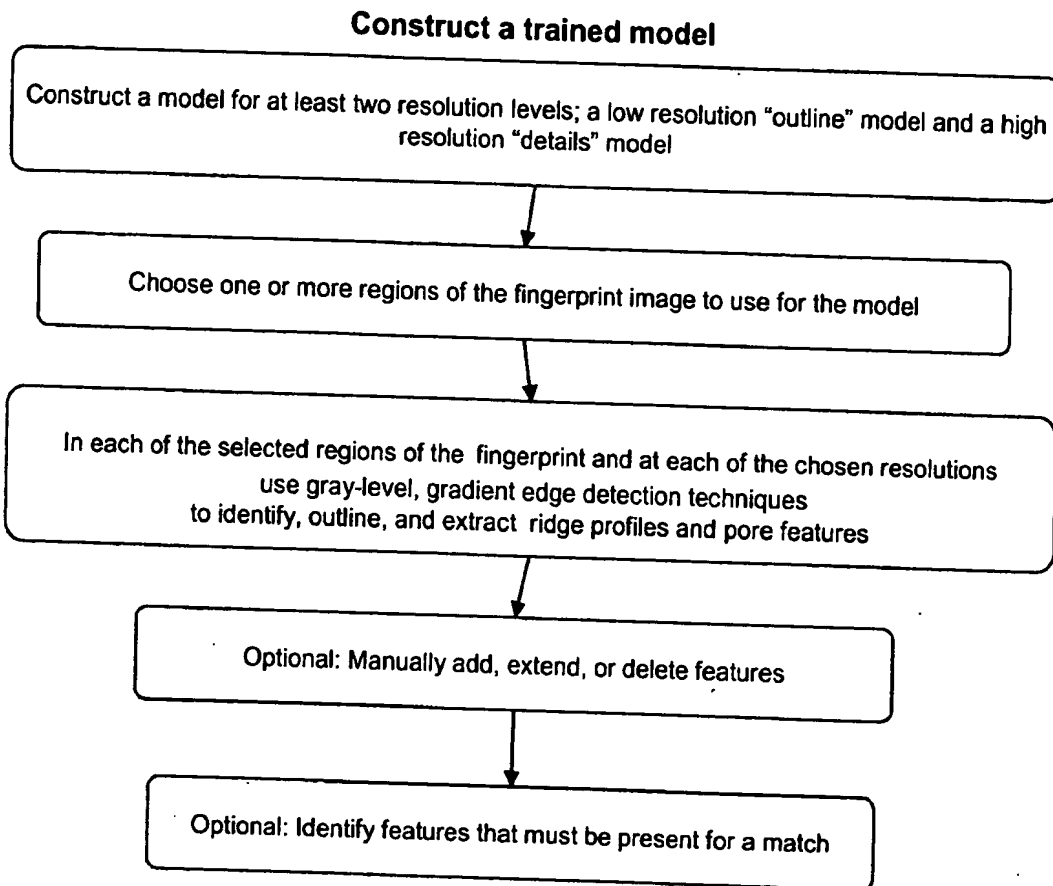 Construct a trained model
Construct a model for at least two resolution levels; a low resolution “outline” model and a high
resolution “details” model
Choose one or more regions of the fingerprint image to use for the model
In each of the selected regions of the fingerprint and at each of the chosen resolutions
use gray-level, gradient edge detection techniques
to identify, outline, and extract ridge profiles and pore features
Optional: Manually add, extend, or delete features
Optional: Identify features that must be present for a match